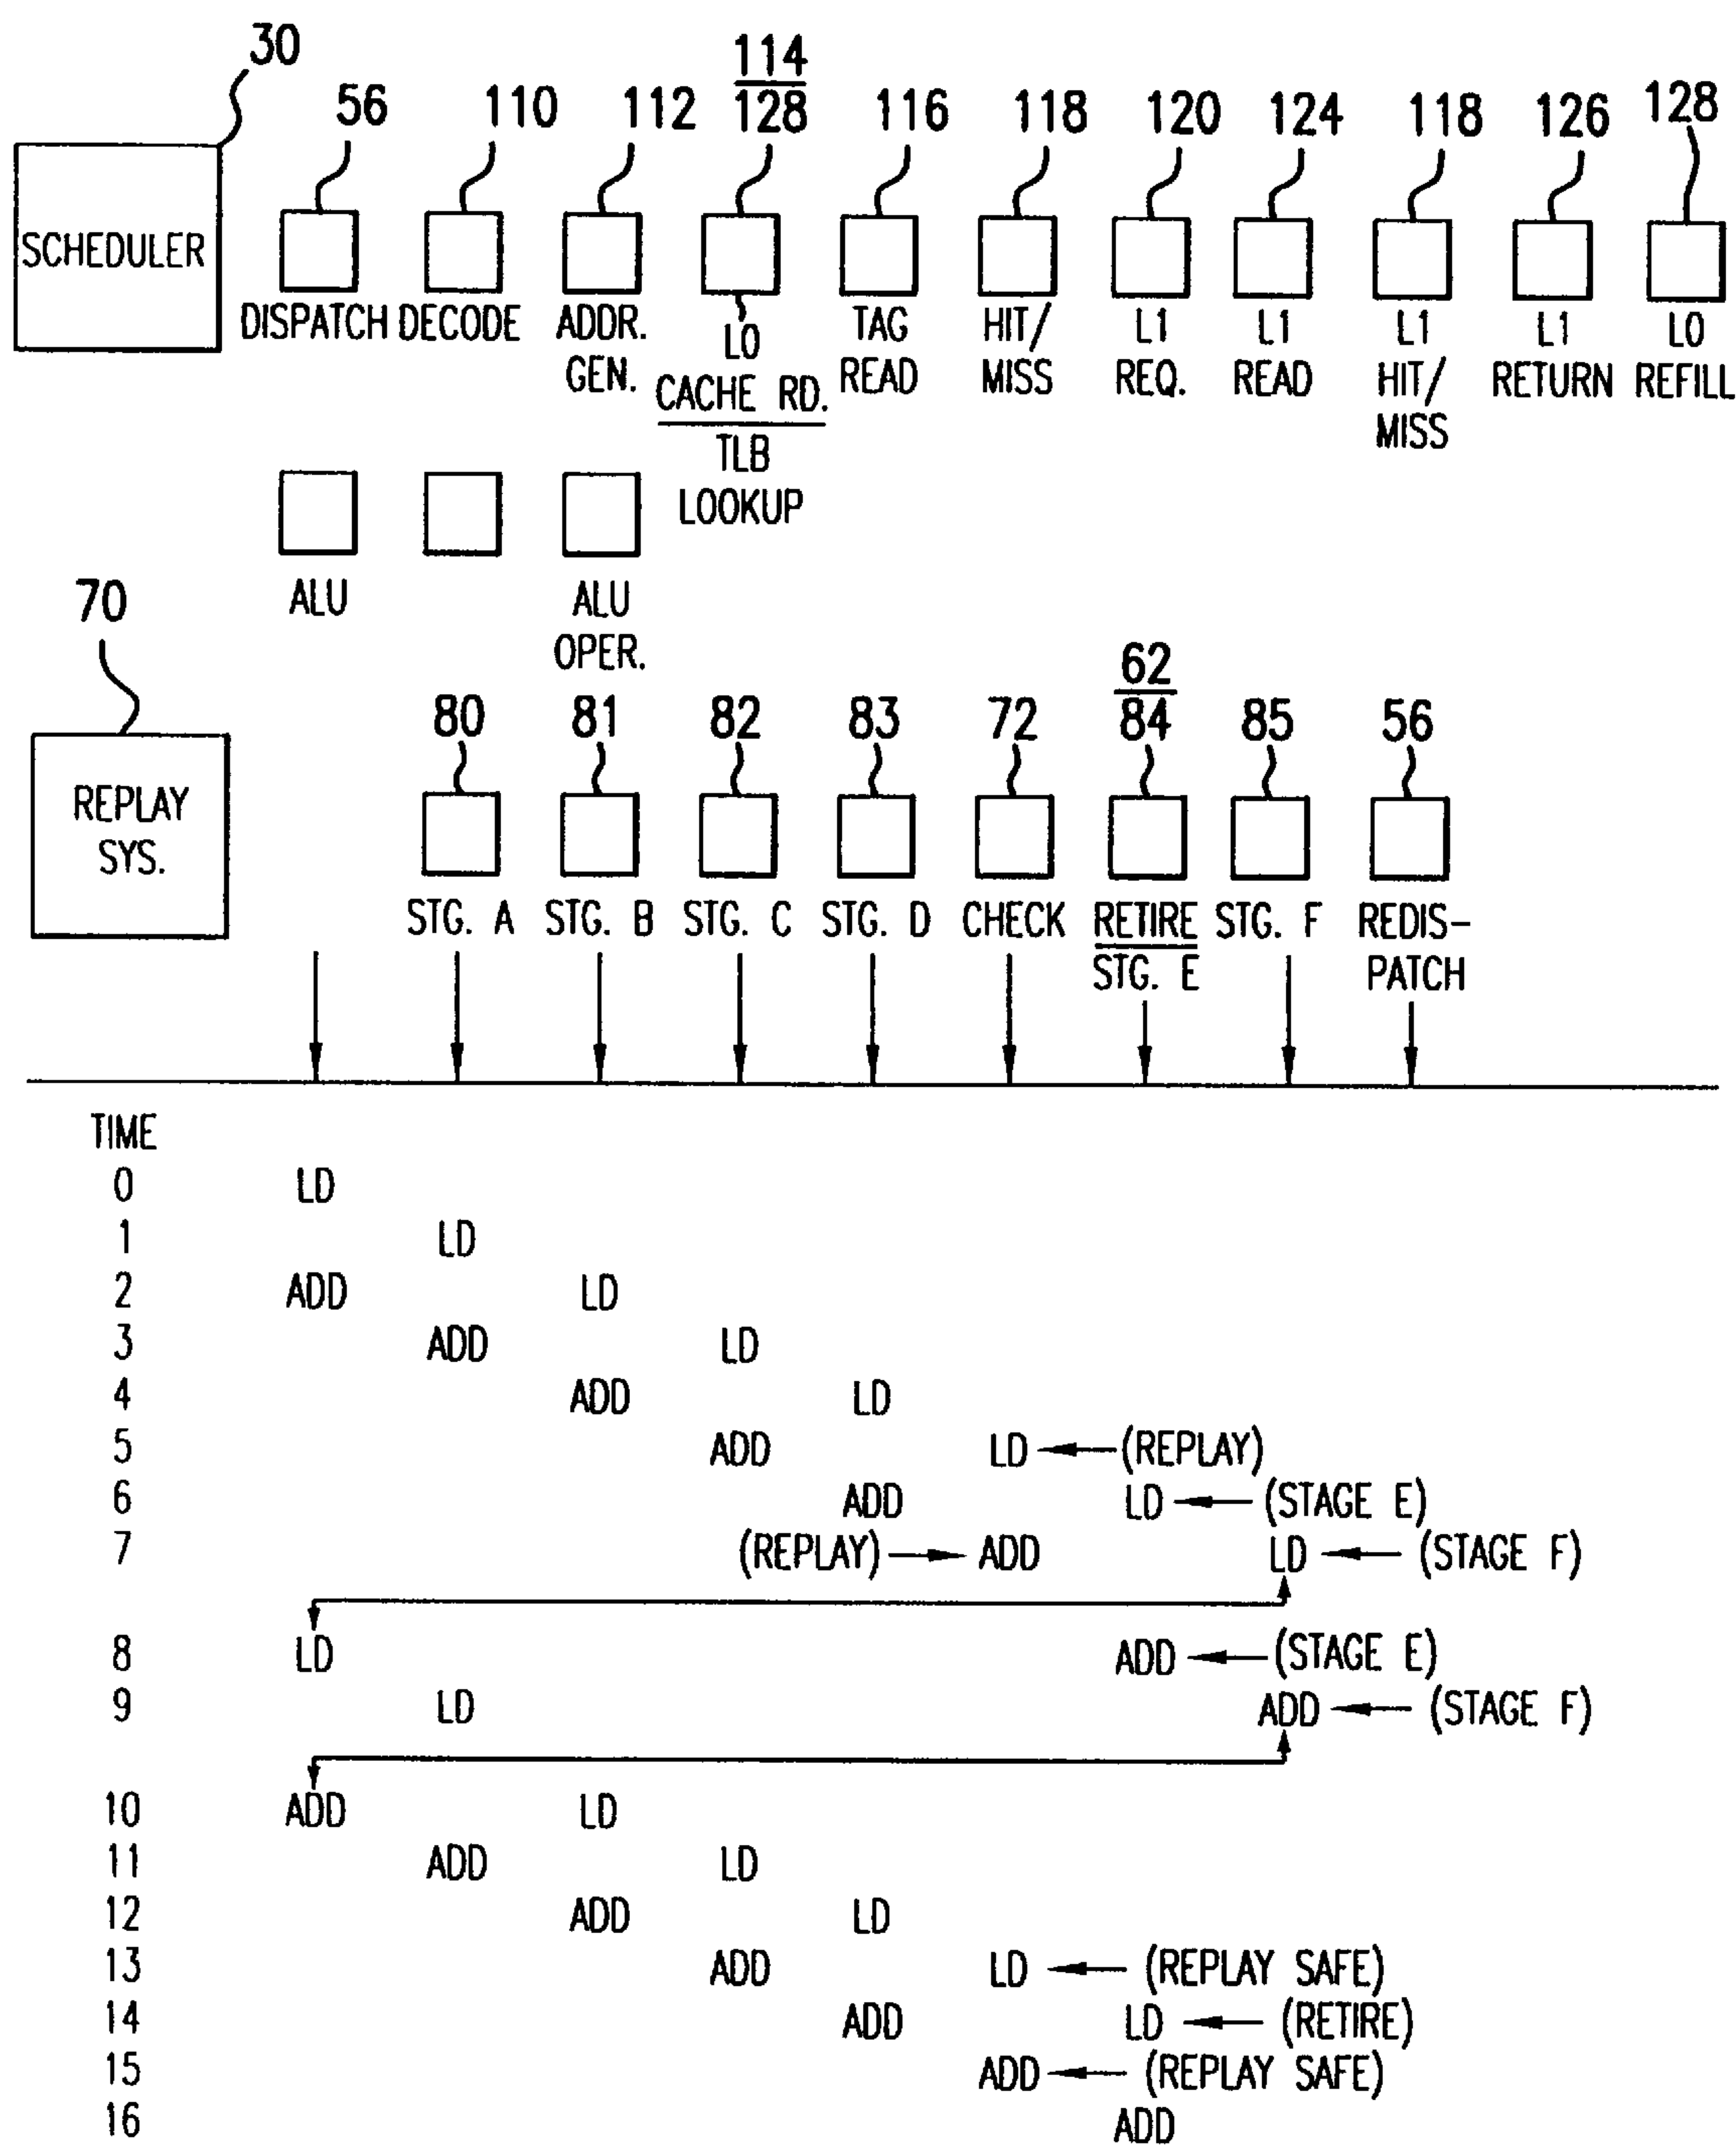 30
56 110 112 114 116 118 120 124 118 126 128
128
SCHEDULER
DISPATCH DECODE ADDR. L0 TAG HIT/ L1 L1 L1 L1 L0
GEN. CACHE RD. READ MISS REQ. READ HIT/ RETURN REFILL
TLB MISS
LOOKUP
ALU ALU
OPER.
70
80 81 82 83 72 62 85 56
84
REPLAY
SYS.
STG. A STG. B STG. C STG. D CHECK RETIRE STG. F REDIS-
STG. E PATCH
TIME
0 LD
1 LD
2 ADD LD
3 ADD LD
4 ADD LD
5 ADD LD (REPLAY)
6 ADD LD (STAGE E)
7 (REPLAY) ADD LD (STAGE F)
8 LD ADD (STAGE E)
9 LD ADD (STAGE F)
10 ADD LD
11 ADD LD
12 ADD LD
13 ADD LD (REPLAY SAFE)
14 ADD LD (RETIRE)
15 ADD (REPLAY SAFE)
16 ADD